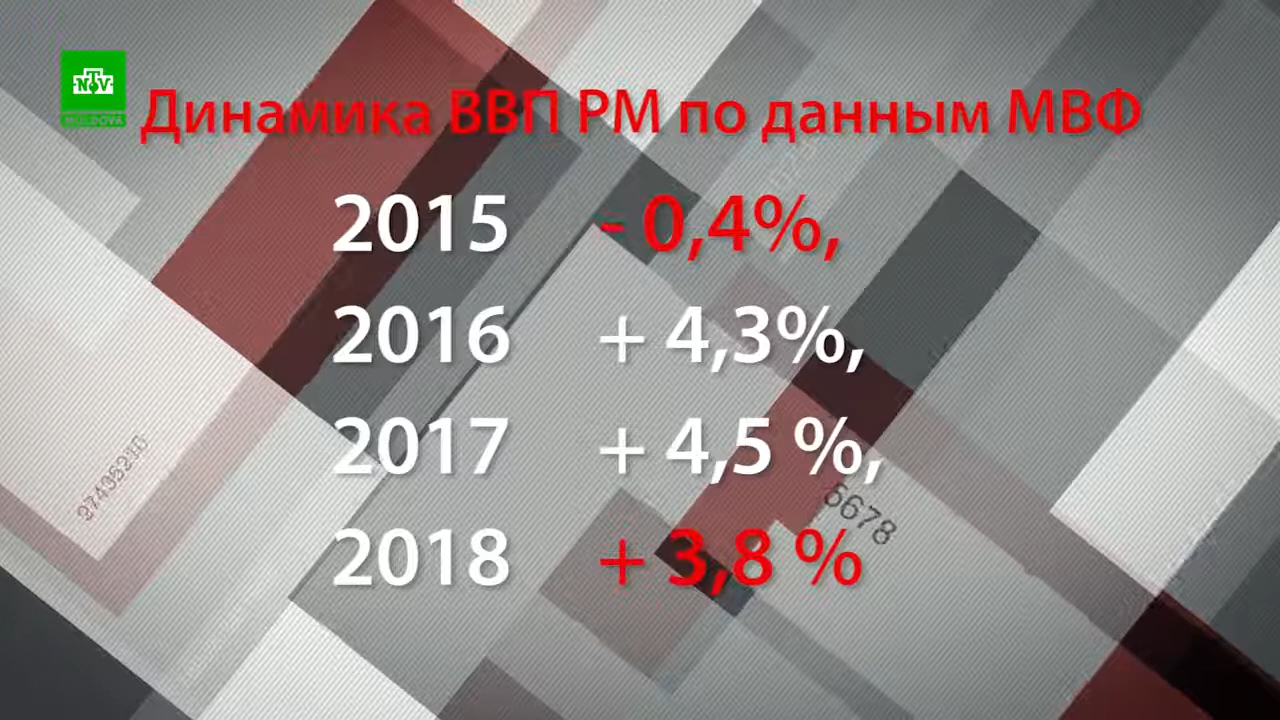 NTV
MOLDOVA
Динамика ВВП РМ по данным МВФ
2015 - 0,4%,
2016 + 4,3%,
2017 + 4,5 %,
2018 + 3,8 %
5678